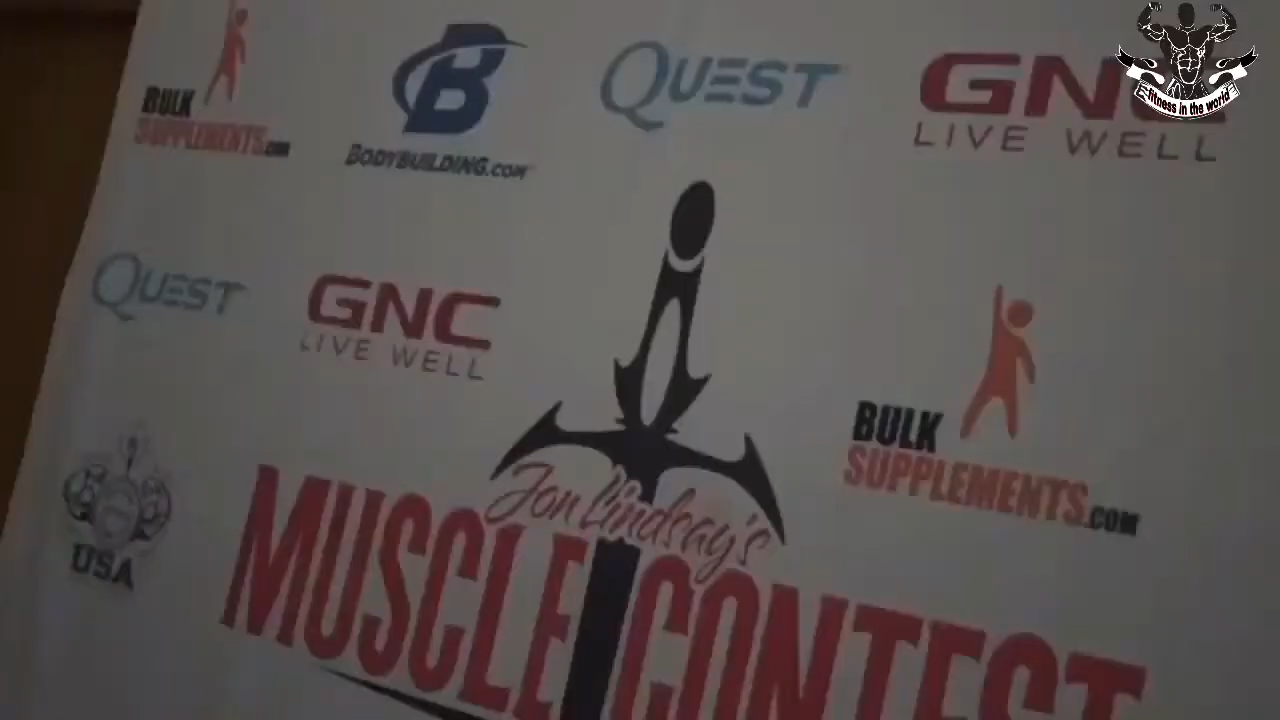 BULK
SUPPLEMENTS.COM
BODYBUILDING.COM
QUEST
GNC
LIVE WELL
fitness in the world
QUEST
GNC
LIVE WELL
BULK
SUPPLEMENTS.COM
USA
Jon Lindsay's
MUSCLE CONTEST